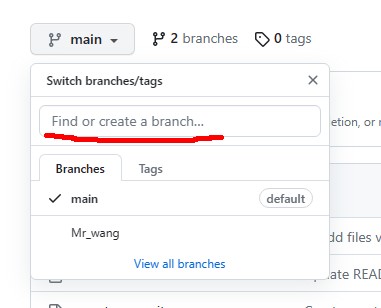 main 2 branches 0 tags
Switch branches/tags
Find or create a branch...
etion, or r
Branches Tags
main default
dd files v
Mr_wang
View all branches
date READ